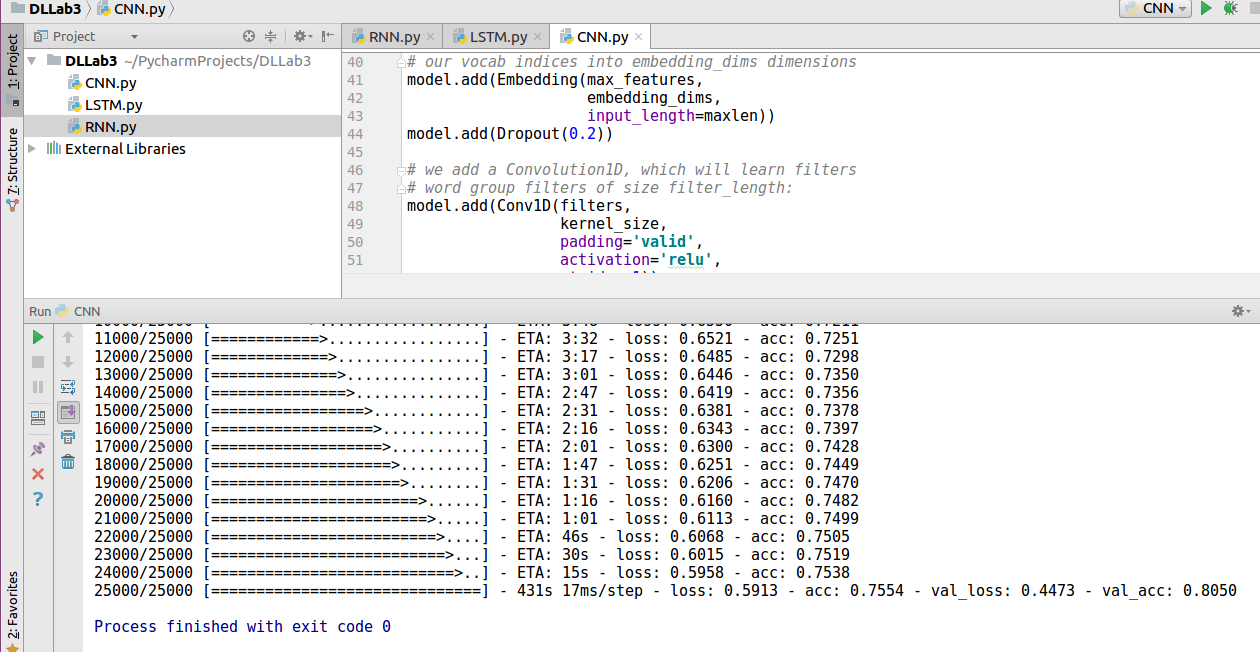 DLLab3 CNN.py
CNN
1: Project
7: Structure
2: Favorites
Project
DLLab3 ~/PycharmProjects/DLLab3
CNN.py
LSTM.py
RNN.py
External Libraries
RNN.py LSTM.py CNN.py
40 # our vocab indices into embedding_dims dimensions
41 model.add(Embedding(max_features,
42 embedding_dims,
43 input_length=maxlen))
44 model.add(Dropout(0.2))
45
46 # we add a Convolution1D, which will learn filters
47 # word group filters of size filter_length:
48 model.add(Conv1D(filters,
49 kernel_size,
50 padding='valid',
51 activation='relu',
Run CNN
11000/25000 [============>.................] - ETA: 3:32 - loss: 0.6521 - acc: 0.7251
12000/25000 [=============>................] - ETA: 3:17 - loss: 0.6485 - acc: 0.7298
13000/25000 [==============>...............] - ETA: 3:01 - loss: 0.6446 - acc: 0.7350
14000/25000 [===============>..............] - ETA: 2:47 - loss: 0.6419 - acc: 0.7356
15000/25000 [=================>............] - ETA: 2:31 - loss: 0.6381 - acc: 0.7378
16000/25000 [==================>...........] - ETA: 2:16 - loss: 0.6343 - acc: 0.7397
17000/25000 [===================>..........] - ETA: 2:01 - loss: 0.6300 - acc: 0.7428
18000/25000 [====================>.........] - ETA: 1:47 - loss: 0.6251 - acc: 0.7449
19000/25000 [=====================>........] - ETA: 1:31 - loss: 0.6206 - acc: 0.7470
20000/25000 [=======================>......] - ETA: 1:16 - loss: 0.6160 - acc: 0.7482
21000/25000 [========================>.....] - ETA: 1:01 - loss: 0.6113 - acc: 0.7499
22000/25000 [=========================>....] - ETA: 46s - loss: 0.6068 - acc: 0.7505
23000/25000 [==========================>...] - ETA: 30s - loss: 0.6015 - acc: 0.7519
24000/25000 [===========================>..] - ETA: 15s - loss: 0.5958 - acc: 0.7538
25000/25000 [==============================] - 431s 17ms/step - loss: 0.5913 - acc: 0.7554 - val_loss: 0.4473 - val_acc: 0.8050
Process finished with exit code 0